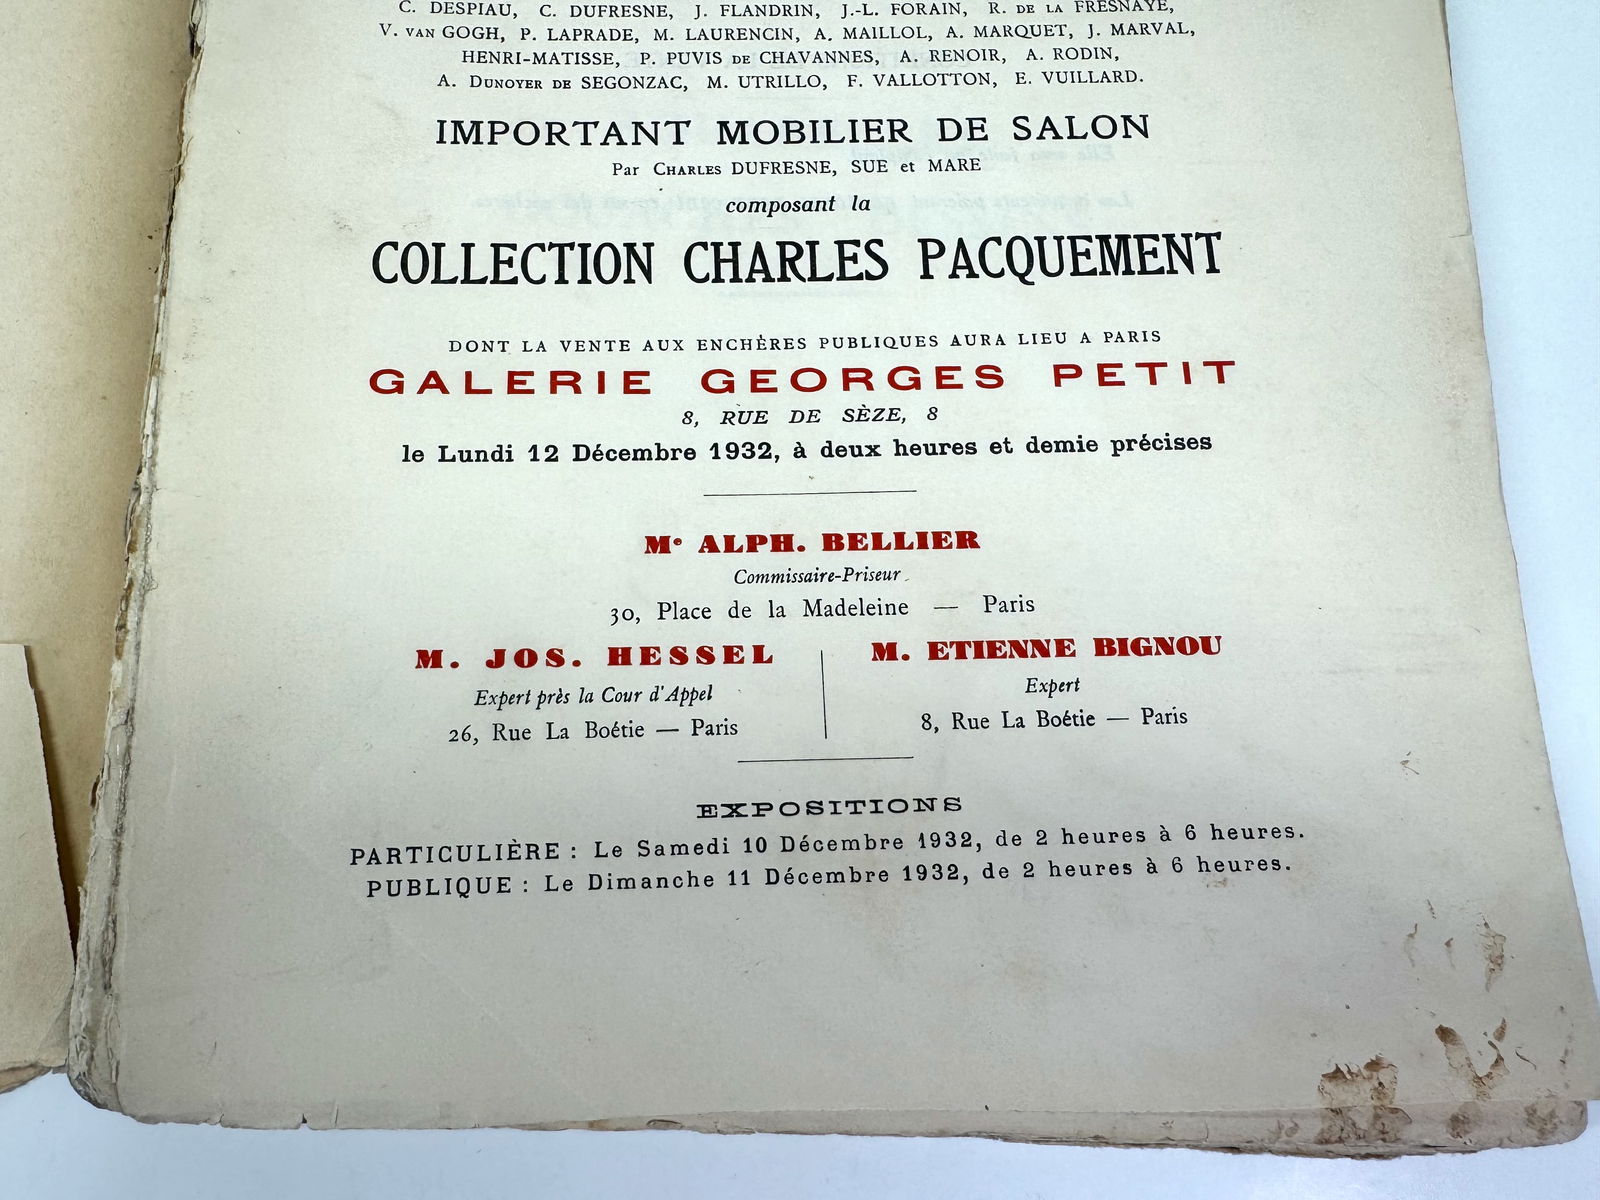 C. DESPIAU, C. DUFRESNE, J. FLANDRIN, J.-L. FORAIN, R. DE LA FRESNAYE,
V. VAN GOGH, P. LAPRADE, M. LAURENCIN, A. MAILLOL, A. MARQUET, J. MARVAL,
HENRI-MATISSE, P. PUVIS DE CHAVANNES, A. RENOIR, A. RODIN,
A. DUNOYER DE SEGONZAC, M. UTRILLO, F. VALLOTTON, E. VUILLARD.
IMPORTANT MOBILIER DE SALON
Par CHARLES DUFRESNE, SUE et MARE
composant la
COLLECTION CHARLES PACQUEMENT
DONT LA VENTE AUX ENCHÈRES PUBLIQUES AURA LIEU A PARIS
GALERIE GEORGES PETIT
8, RUE DE SÈZE, 8
le Lundi 12 Décembre 1932, à deux heures et demie précises
Me ALPH. BELLIER
Commissaire-Priseur
30, Place de la Madeleine — Paris
M. JOS. HESSEL
Expert près la Cour d'Appel
26, Rue La Boétie — Paris
M. ETIENNE BIGNOU
Expert
8, Rue La Boétie — Paris
EXPOSITIONS
PARTICULIÈRE : Le Samedi 10 Décembre 1932, de 2 heures à 6 heures.
PUBLIQUE : Le Dimanche 11 Décembre 1932, de 2 heures à 6 heures.